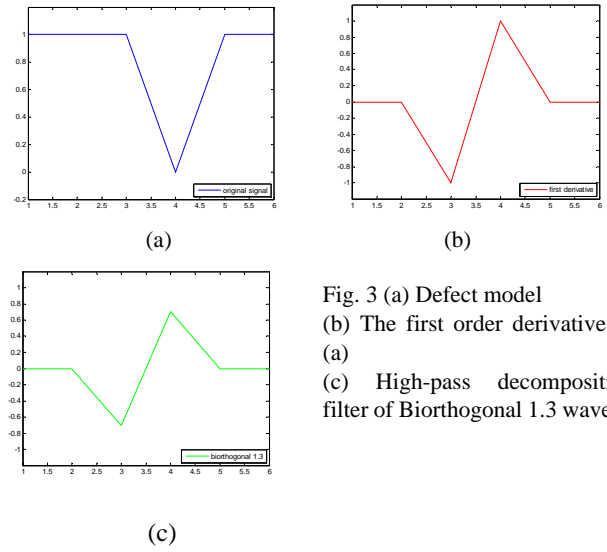 1
0.8
0.6
0.4
0.2
0
-0.2
1 1.5 2 2.5 3 3.5 4 4.5 5 5.5 6
original signal
(a)
1
0.8
0.6
0.4
0.2
0
-0.2
-0.4
-0.6
-0.8
-1
1 1.5 2 2.5 3 3.5 4 4.5 5 5.5 6
first derivative
(b)
1
0.8
0.6
0.4
0.2
0
-0.2
-0.4
-0.6
-0.8
-1
1 1.5 2 2.5 3 3.5 4 4.5 5 5.5 6
biorthogonal 1.3
(c)
Fig. 3 (a) Defect model
(b) The first order derivative
(a)
(c) High-pass decompositi
filter of Biorthogonal 1.3 wave